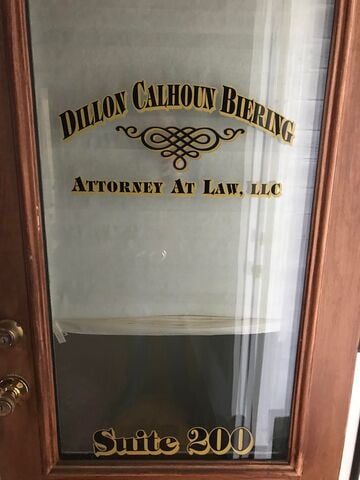 DILLON CALHOUN BIERING
ATTORNEY AT LAW, LLC
Suite 200